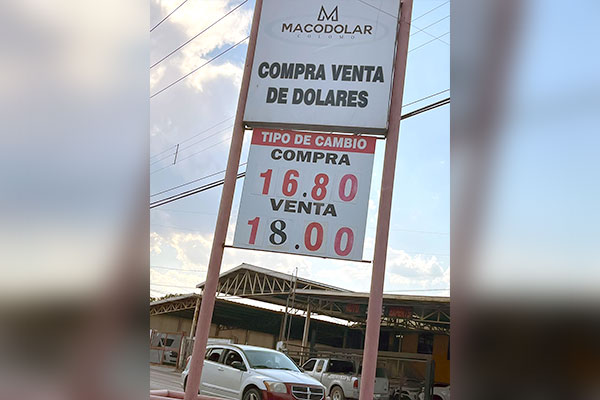 MACODOLAR
COMPRA VENTA
DE DOLARES
TIPO DE CAMBIO
COMPRA
16.80
VENTA
18.00